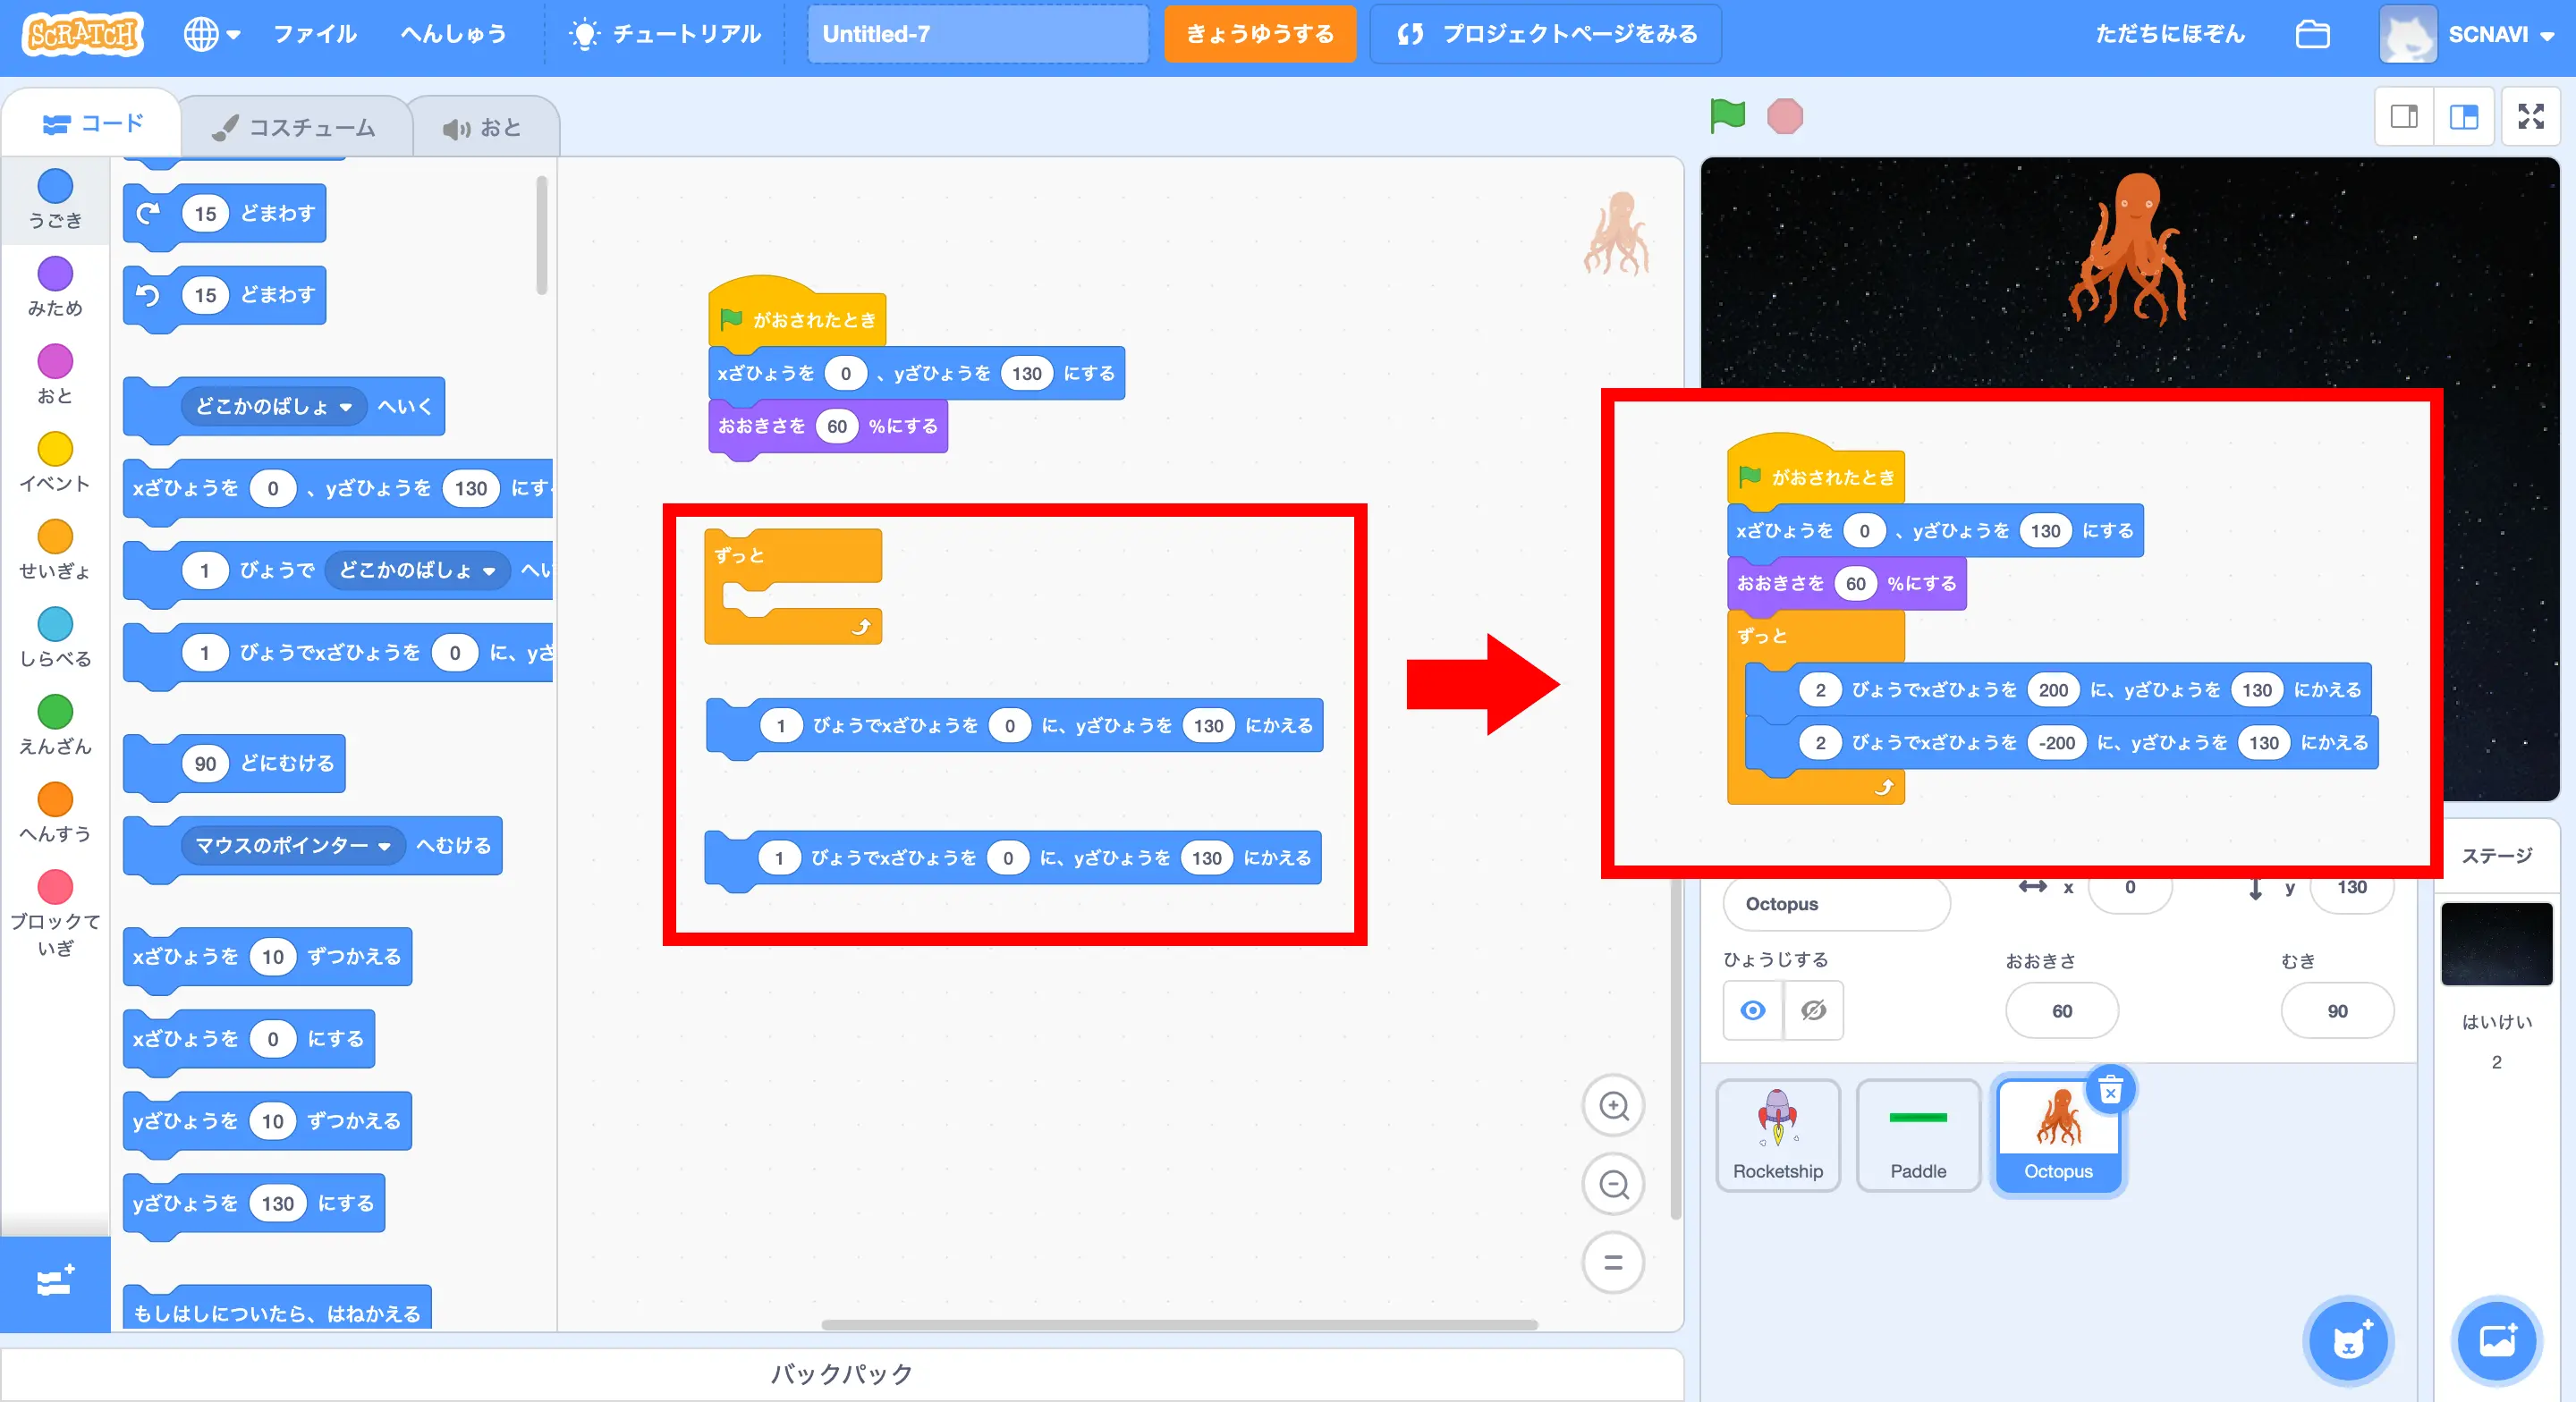 SCRATCH ファイル へんしゅう チュートリアル Untitled-7 きょうゆうする プロジェクトページをみる ただちにほぞん SCNAVI
コード コスチューム おと
うごき
みため
おと
イベント
せいぎょ
しらべる
えんざん
へんすう
ブロックて
いぎ
15 どまわす
15 どまわす
どこかのばしょ へいく
xざひょうを 0 、yざひょうを 130 にする
1 びょうで どこかのばしょ へい
1 びょうでxざひょうを 0 に、yざ
90 どにむける
マウスのポインター へむける
xざひょうを 10 ずつかえる
xざひょうを 0 にする
yざひょうを 10 ずつかえる
yざひょうを 130 にする
もしはしについたら、はねかえる
がおされたとき
xざひょうを 0 、yざひょうを 130 にする
おおきさを 60 %にする
ずっと
1 びょうでxざひょうを 0 に、yざひょうを 130 にかえる
1 びょうでxざひょうを 0 に、yざひょうを 130 にかえる
がおされたとき
xざひょうを 0 、yざひょうを 130 にする
おおきさを 60 %にする
ずっと
2 びょうでxざひょうを 200 に、yざひょうを 130 にかえる
2 びょうでxざひょうを -200 に、yざひょうを 130 にかえる
Octopus x 0 y 130
ひょうじする おおきさ むき
60 90
Rocketship Paddle Octopus
ステージ
はいけい
2
バックパック